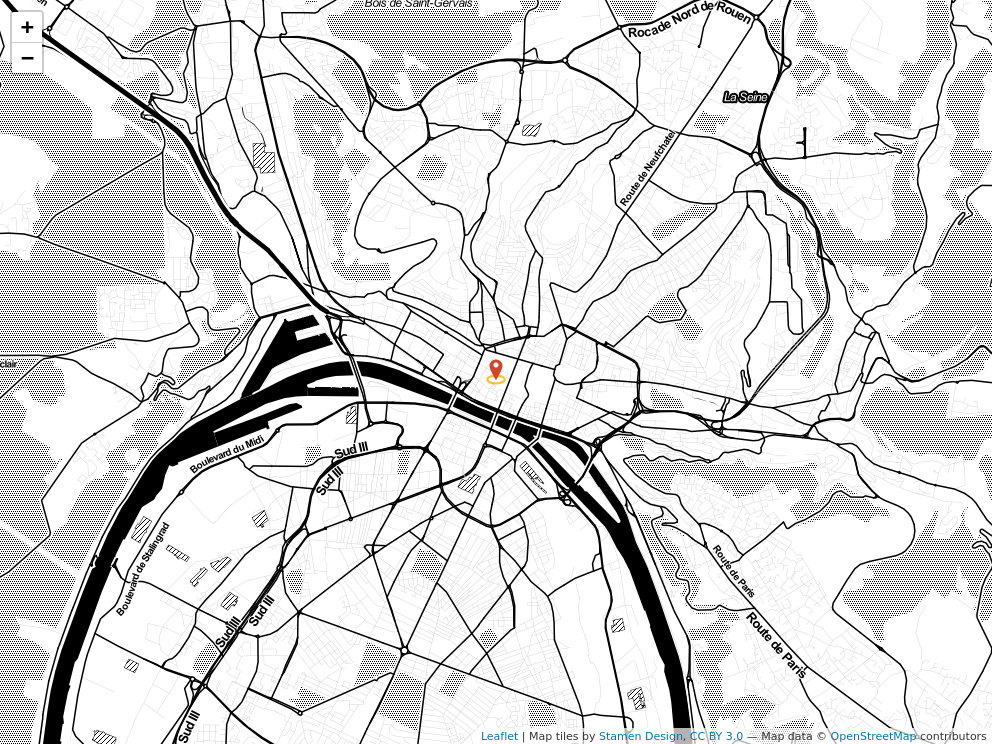 Bois de Saint-Gervais
Rocade Nord de Rouen
+
−
La Seine
Route de Neufchatel
clair
Boulevard du Midi
Sud III
Sud III
Boulevard de Stalingrad
Route de Paris
Sud III
Sud III
Route de Paris
Sud III
Leaflet | Map tiles by Stamen Design, CC BY 3.0 — Map data © OpenStreetMap contributors